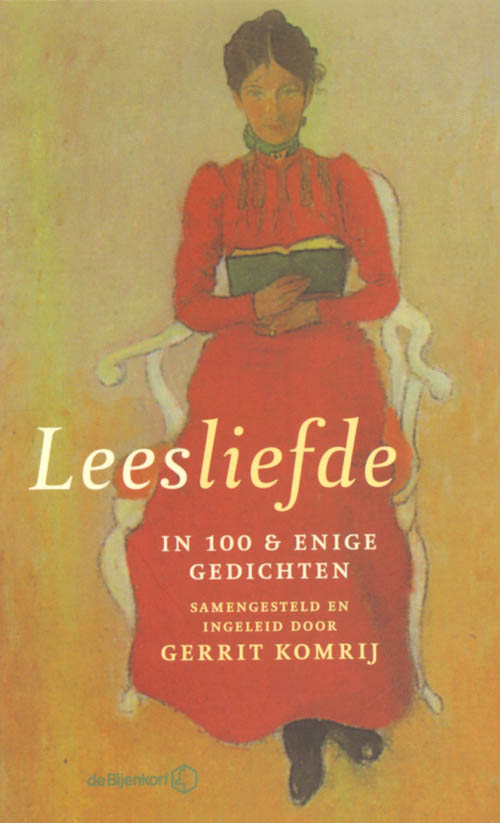 Leesliefde
IN 100 & ENIGE
GEDICHTEN
SAMENGESTELD EN
INGELEID DOOR
GERRIT KOMRIJ
de Bijenkorf